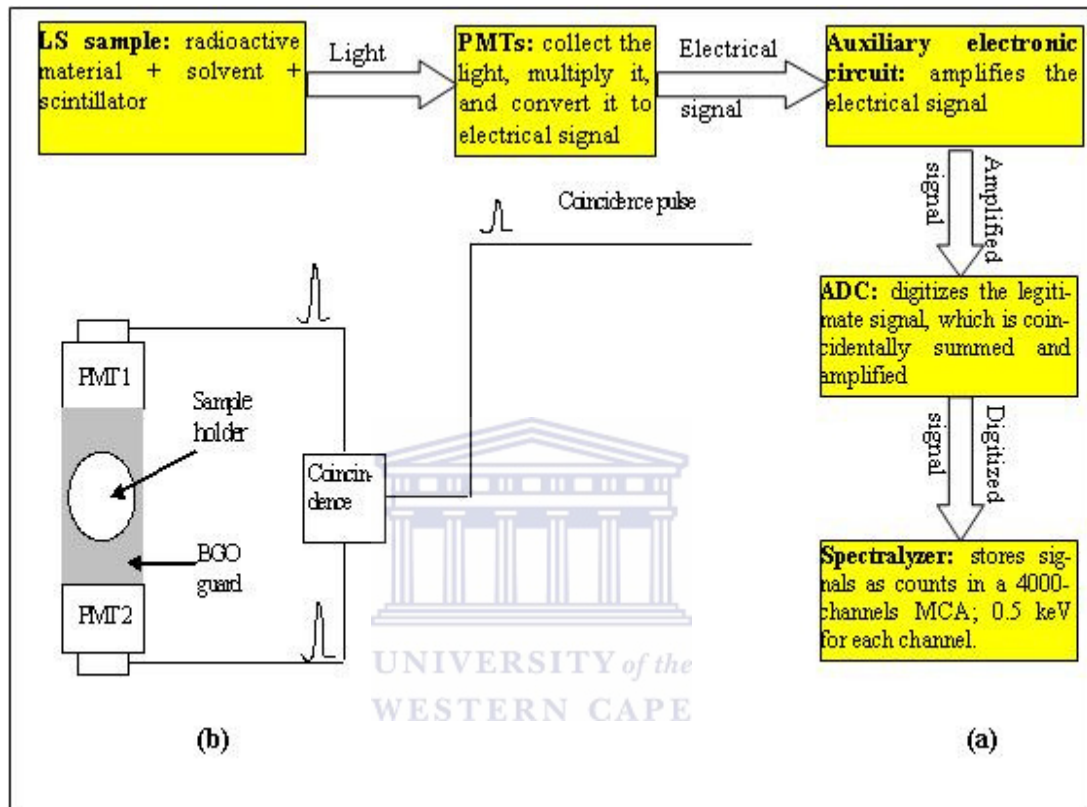 LS sample: radioactive
material + solvent +
scintillator
Light
PMTs: collect the
light, multiply it,
and convert it to
electrical signal
Electrical
signal
Auxiliary electronic
circuit: amplifies the
electrical signal
Amplified
signal
ADC: digitizes the legiti-
mate signal, which is coin-
cidentally summed and
amplified
Digitized
signal
Spectralyzer: stores sig-
nals as counts in a 4000-
channels MCA; 0.5 keV
for each channel.
Coincidence pulse
PMT1
Sample
holder
Coincin-
dence
BGO
guard
PMT2
UNIVERSITY of the
WESTERN CAPE
(b)
(a)